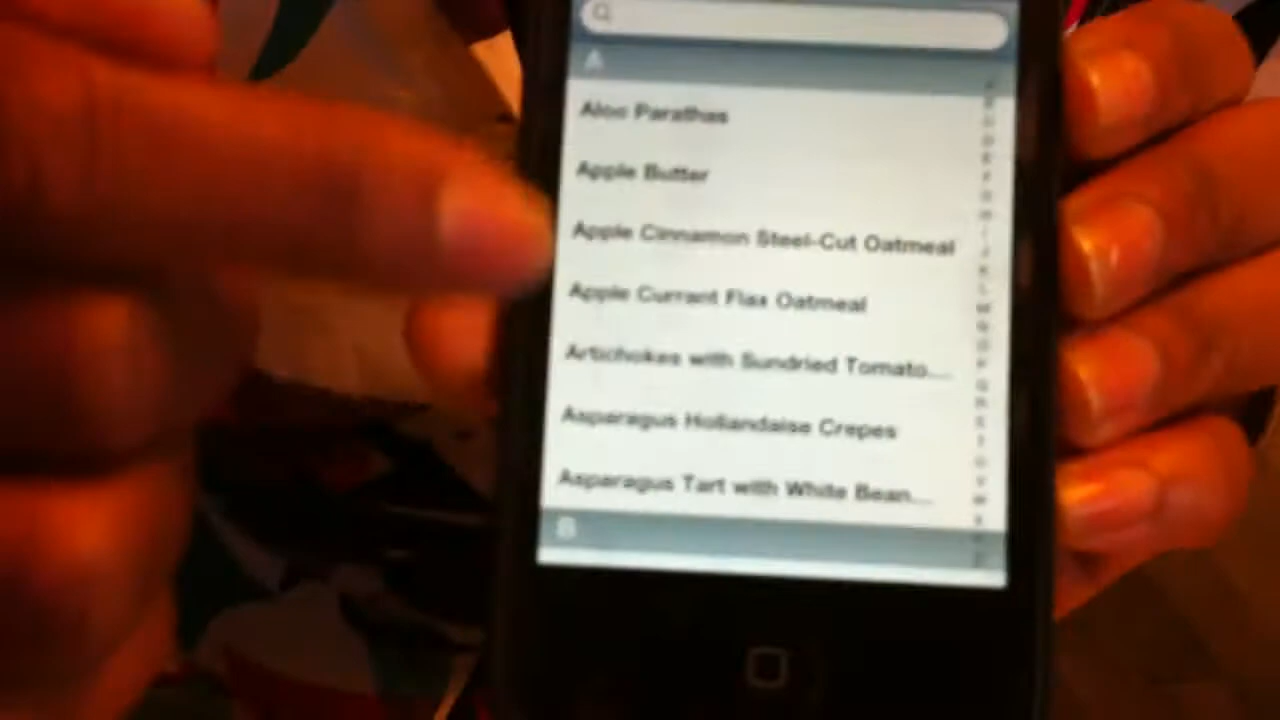 A
Aloo Parathas
Apple Butter
Apple Cinnamon Steel-Cut Oatmeal
Apple Currant Flax Oatmeal
Artichokes with Sundried Tomato...
Asparagus Hollandaise Crepes
Asparagus Tart with White Bean...
B